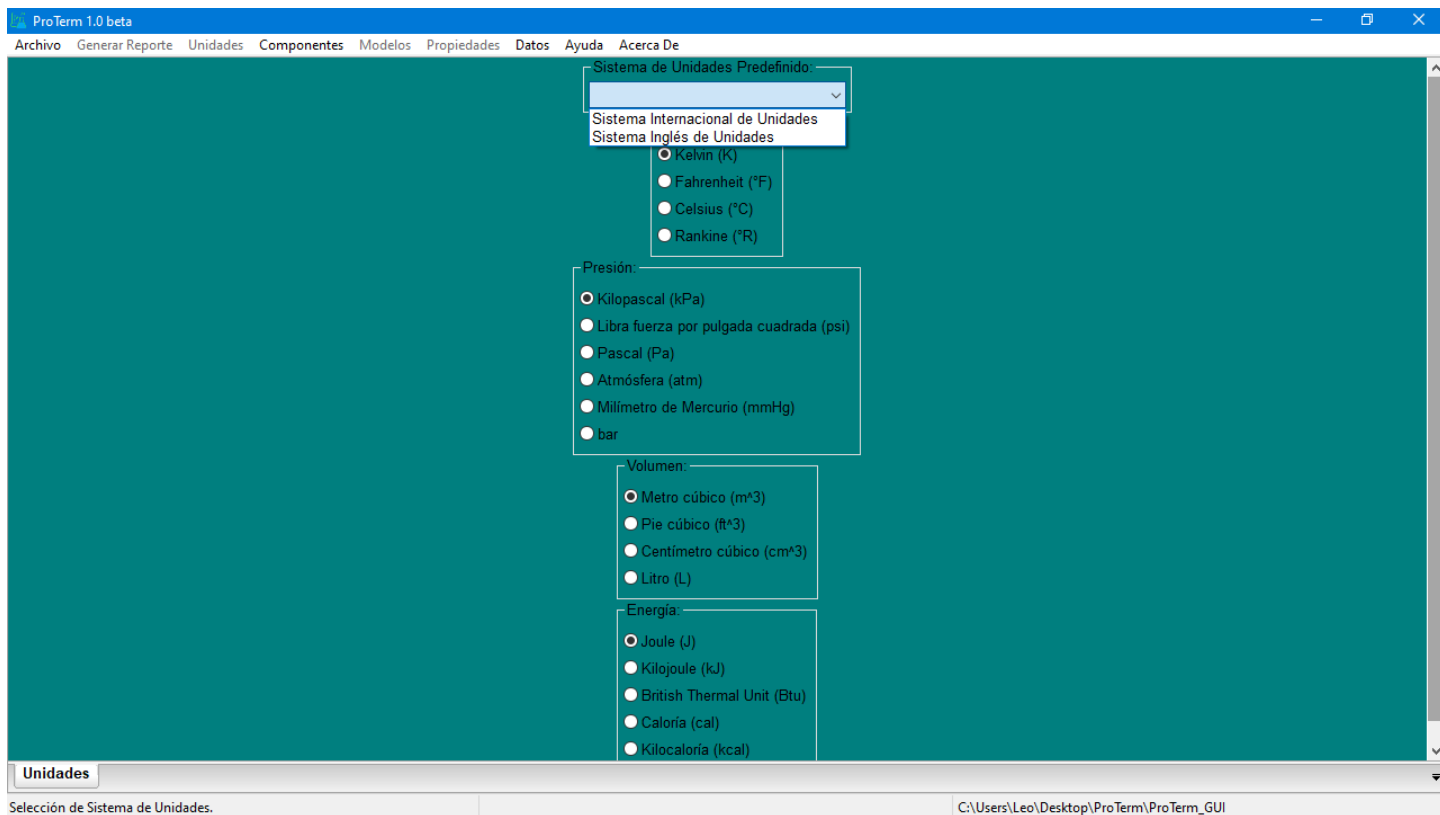 ProTerm 1.0 beta
Archivo Generar Reporte Unidades Componentes Modelos Propiedades Datos Ayuda Acerca De
Sistema de Unidades Predefinido:
Sistema Internacional de Unidades
Sistema Inglés de Unidades
Kelvin (K)
Fahrenheit (°F)
Celsius (°C)
Rankine (°R)
Presión:
Kilopascal (kPa)
Libra fuerza por pulgada cuadrada (psi)
Pascal (Pa)
Atmósfera (atm)
Milímetro de Mercurio (mmHg)
bar
Volumen:
Metro cúbico (m^3)
Pie cúbico (ft^3)
Centímetro cúbico (cm^3)
Litro (L)
Energía:
Joule (J)
Kilojoule (kJ)
British Thermal Unit (Btu)
Caloría (cal)
Kilocaloría (kcal)
Unidades
Selección de Sistema de Unidades.
C:\Users\Leo\Desktop\ProTerm\ProTerm_GUI